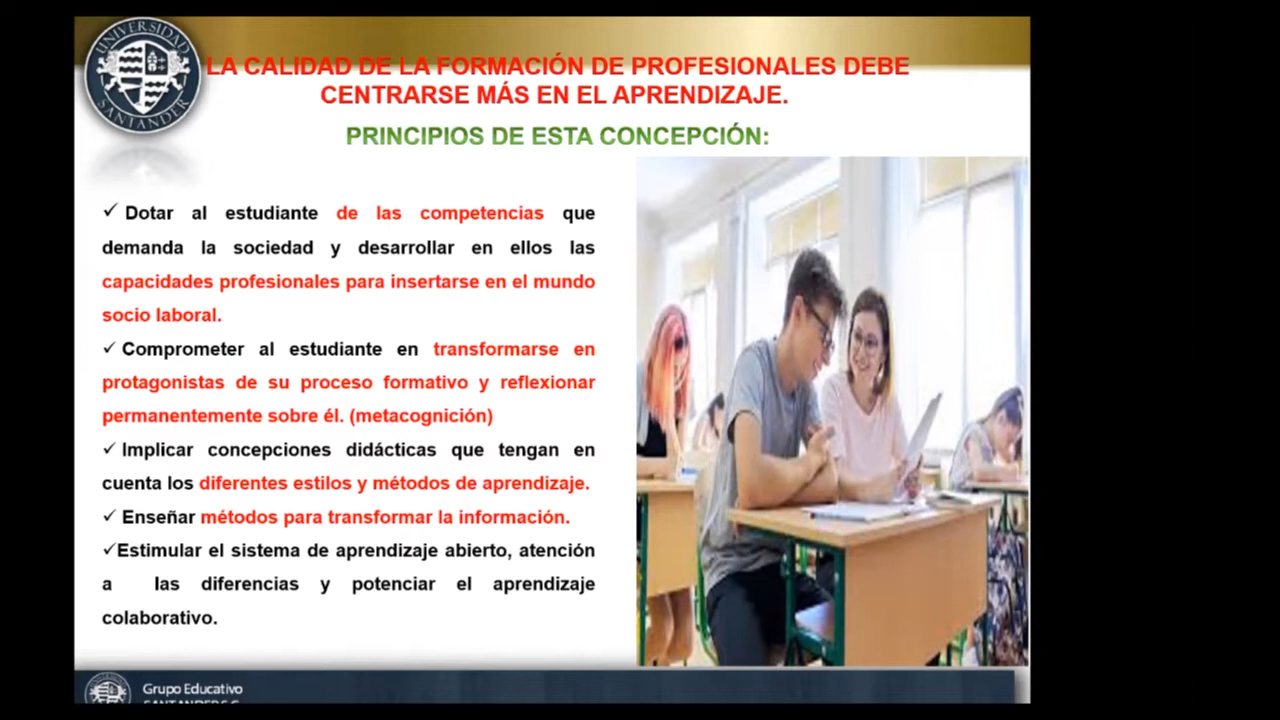 UNIVERSIDAD
SANTANDER
LA CALIDAD DE LA FORMACIÓN DE PROFESIONALES DEBE
CENTRARSE MÁS EN EL APRENDIZAJE.
PRINCIPIOS DE ESTA CONCEPCIÓN:
✓ Dotar al estudiante de las competencias que
demanda la sociedad y desarrollar en ellos las
capacidades profesionales para insertarse en el mundo
socio laboral.
✓ Comprometer al estudiante en transformarse en
protagonistas de su proceso formativo y reflexionar
permanentemente sobre él. (metacognición)
✓ Implicar concepciones didácticas que tengan en
cuenta los diferentes estilos y métodos de aprendizaje.
✓ Enseñar métodos para transformar la información.
✓Estimular el sistema de aprendizaje abierto, atención
a las diferencias y potenciar el aprendizaje
colaborativo.
Grupo Educativo